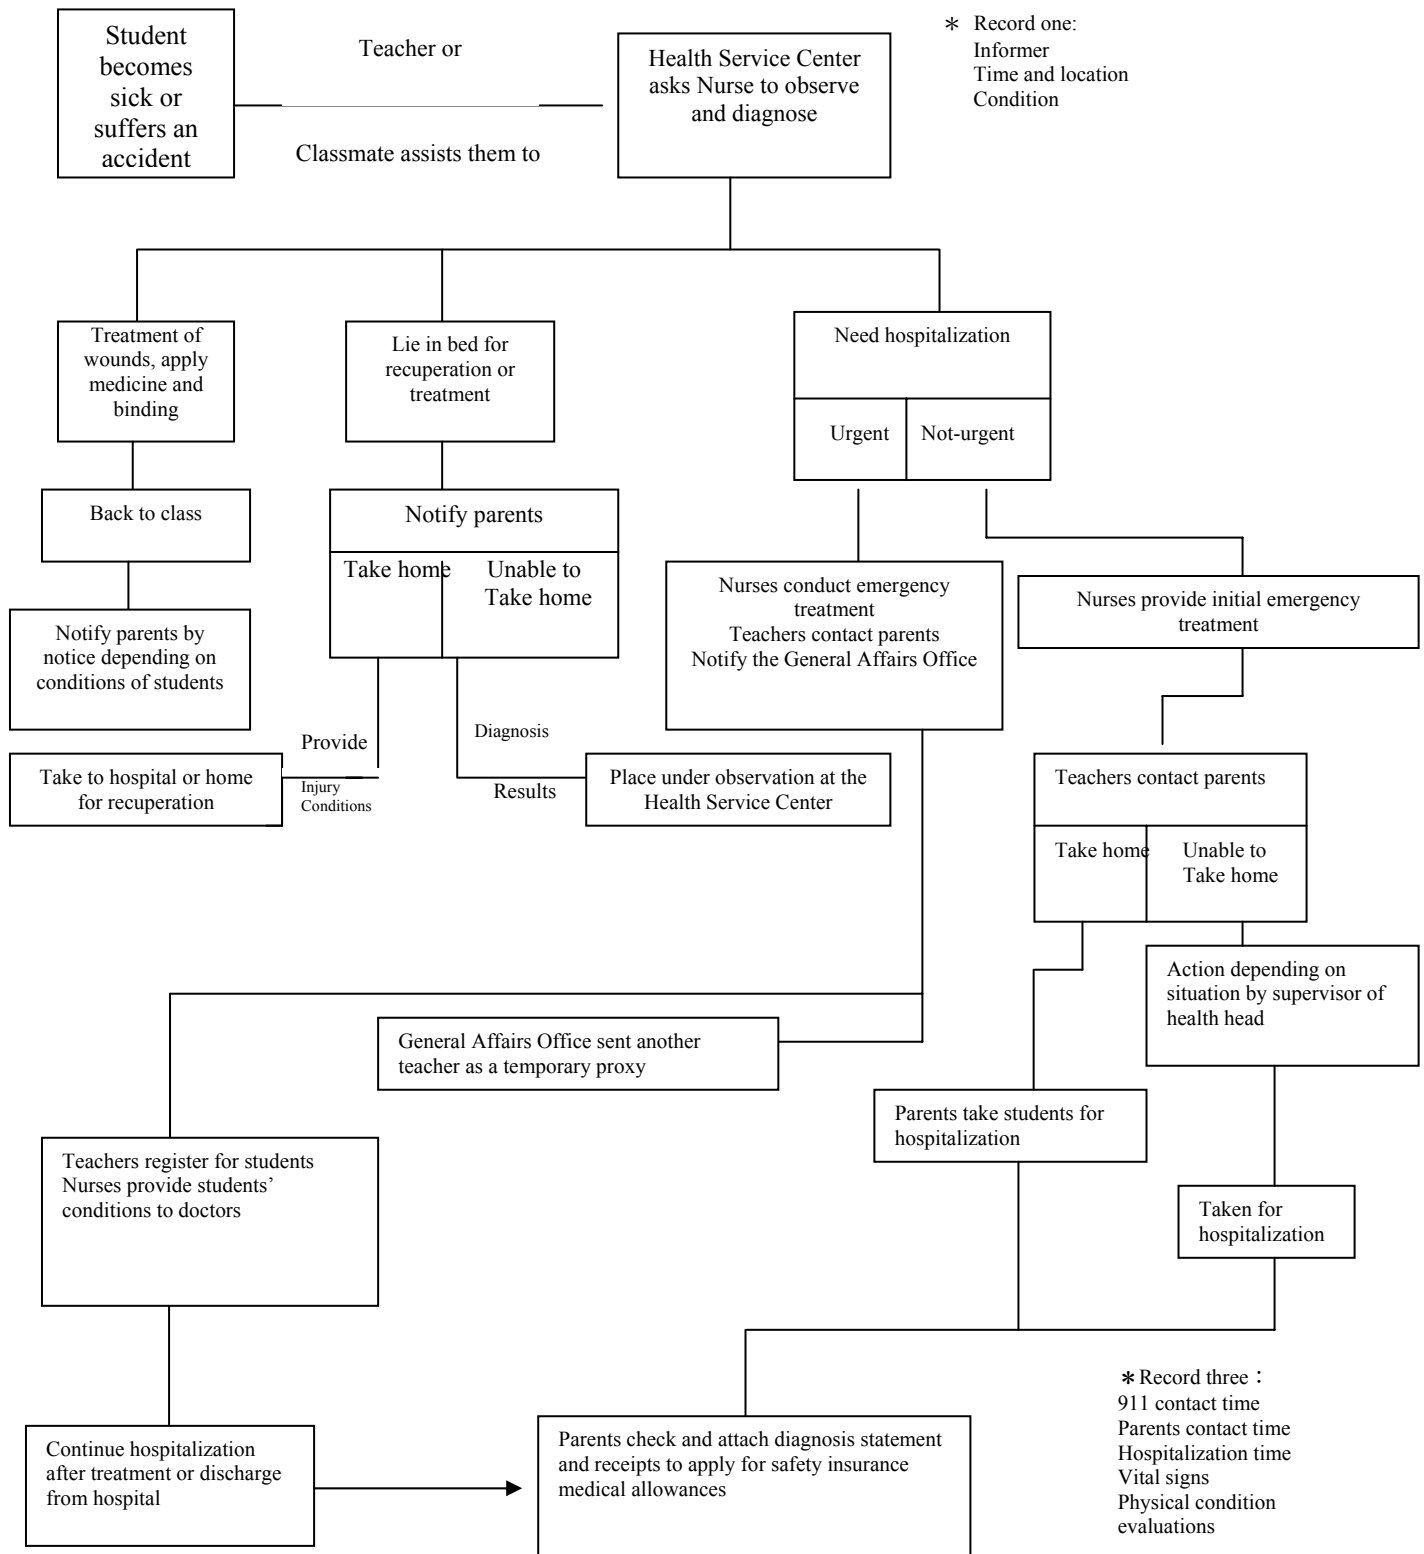 Student
becomes
sick or
suffers an
accident
Teacher or
Classmate assists them to
Health Service Center
asks Nurse to observe
and diagnose
＊ Record one:
Informer
Time and location
Condition
Treatment of
wounds, apply
medicine and
binding
Lie in bed for
recuperation or
treatment
Need hospitalization
Urgent
Not-urgent
Back to class
Notify parents
Take home
Unable to
Take home
Nurses conduct emergency
treatment
Teachers contact parents
Notify the General Affairs Office
Nurses provide initial emergency
treatment
Notify parents by
notice depending on
conditions of students
Provide
Injury
Conditions
Diagnosis
Results
Take to hospital or home
for recuperation
Place under observation at the
Health Service Center
Teachers contact parents
Take home
Unable to
Take home
Action depending on
situation by supervisor of
health head
General Affairs Office sent another
teacher as a temporary proxy
Parents take students for
hospitalization
Teachers register for students
Nurses provide students’
conditions to doctors
Taken for
hospitalization
＊Record three：
911 contact time
Parents contact time
Hospitalization time
Vital signs
Physical condition
evaluations
Continue hospitalization
after treatment or discharge
from hospital
Parents check and attach diagnosis statement
and receipts to apply for safety insurance
medical allowances